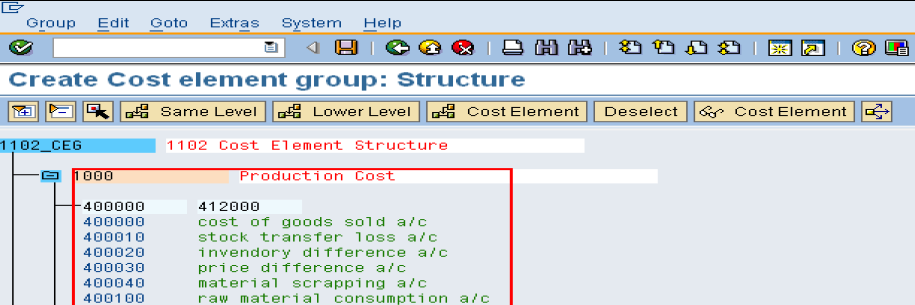 Group Edit Goto Extras System Help
Create Cost element group: Structure
Same Level Lower Level Cost Element Deselect Cost Element
1102_CEG 1102 Cost Element Structure
1000 Production Cost
400000 412000
400000 cost of goods sold a/c
400010 stock transfer loss a/c
400020 invendory difference a/c
400030 price difference a/c
400040 material scrapping a/c
400100 raw material consumption a/c